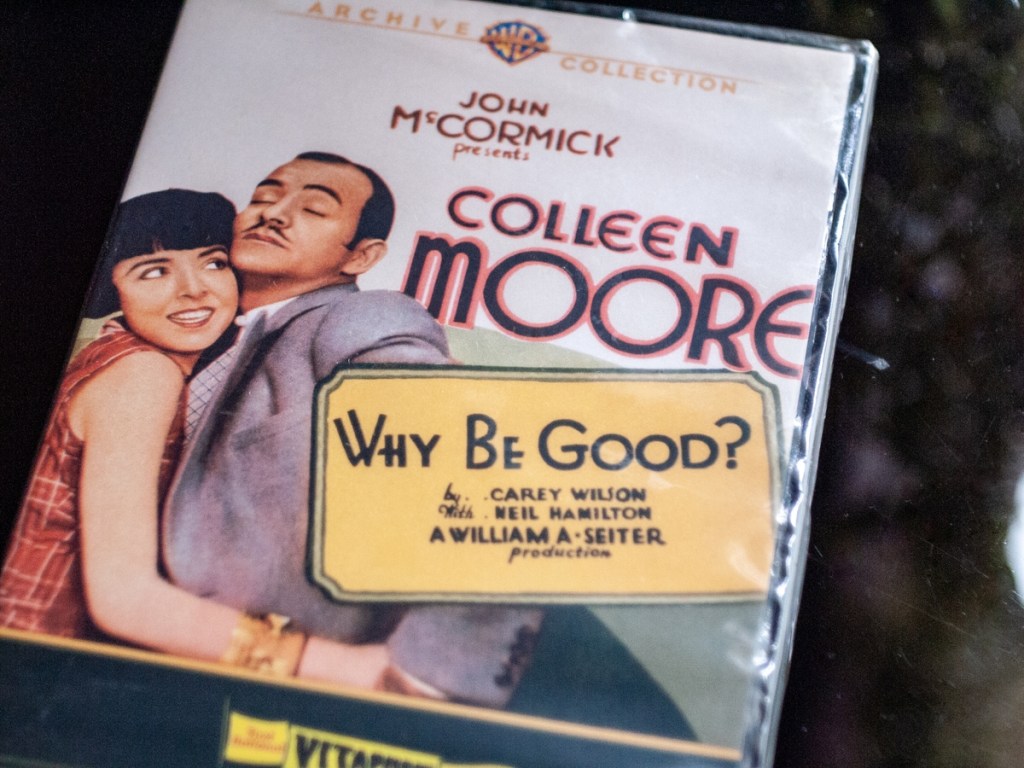 ARCHIVE WB COLLECTION
JOHN
McCORMICK
presents
COLLEEN
MOORE
WHY BE GOOD?
by... CAREY WILSON
With . NEIL HAMILTON
A WILLIAM A · SEITER
production